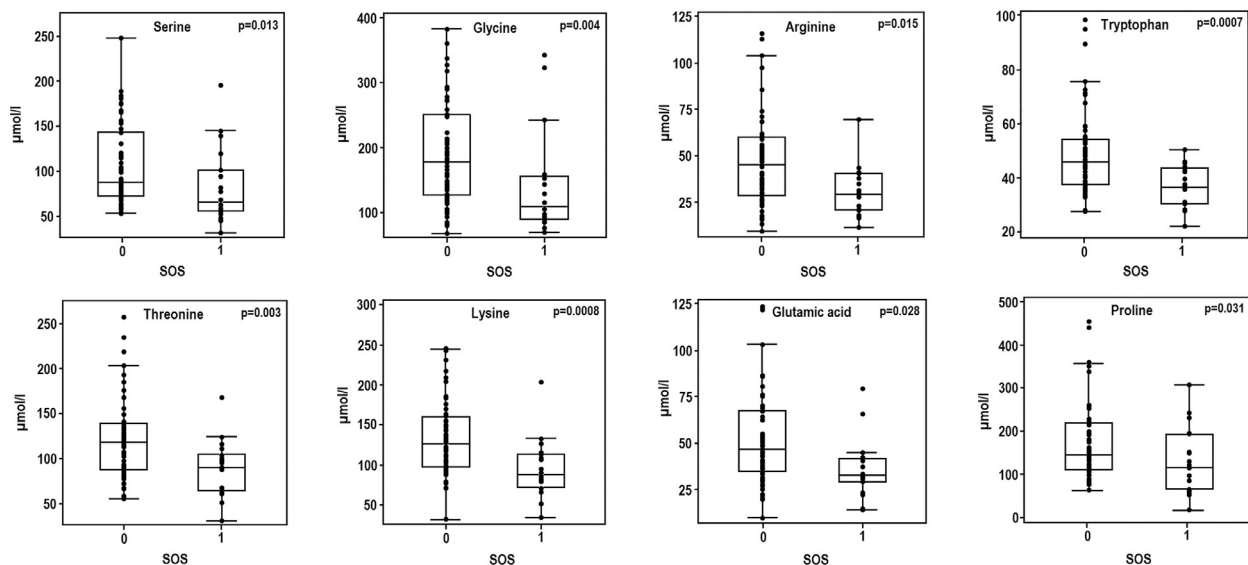 Serine p=0.013
250
200
150
100
50
µmol/l
0 1
SOS
Glycine p=0.004
400
300
200
100
µmol/l
0 1
SOS
Arginine p=0.015
125
100
75
50
25
µmol/l
0 1
SOS
Tryptophan p=0.0007
100
80
60
40
20
µmol/l
0 1
SOS
Threonine p=0.003
250
200
150
100
50
µmol/l
0 1
SOS
Lysine p=0.0008
300
250
200
150
100
50
µmol/l
0 1
SOS
Glutamic acid p=0.028
125
100
75
50
25
µmol/l
0 1
SOS
Proline p=0.031
500
400
300
200
100
0
µmol/l
0 1
SOS